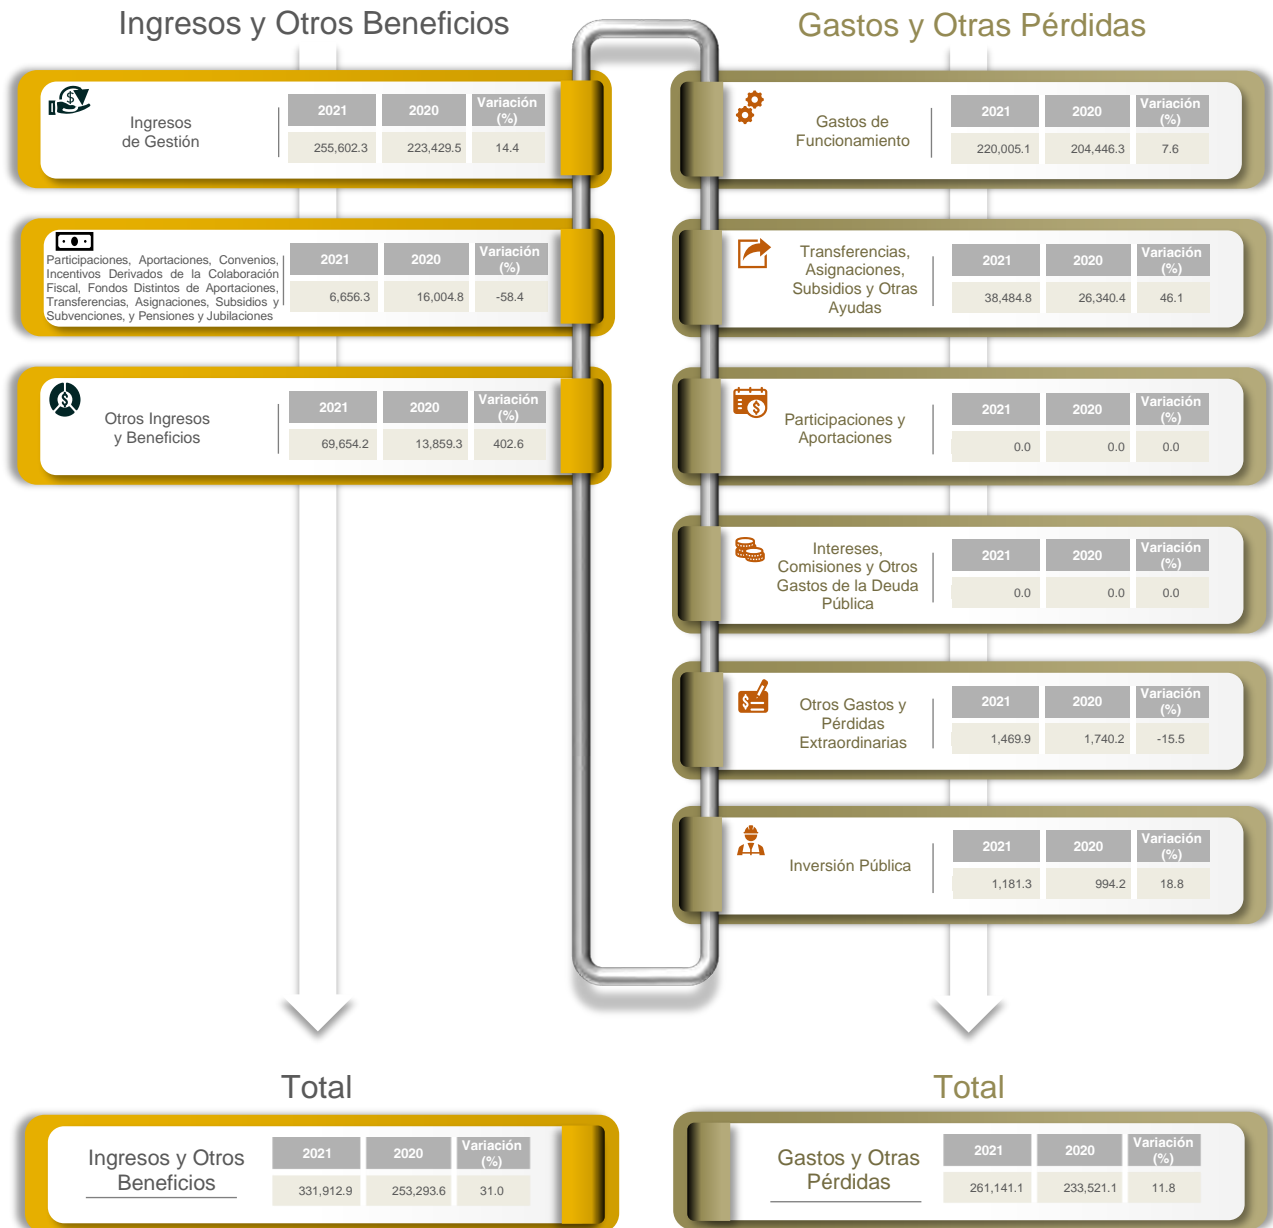 Ingresos y Otros Beneficios
Ingresos
de Gestión
2021 2020 Variación
(%)
255,602.3 223,429.5 14.4
Participaciones, Aportaciones, Convenios,
Incentivos Derivados de la Colaboración
Fiscal, Fondos Distintos de Aportaciones,
Transferencias, Asignaciones, Subsidios y
Subvenciones, y Pensiones y Jubilaciones
2021 2020 Variación
(%)
6,656.3 16,004.8 -58.4
Otros Ingresos
y Beneficios
2021 2020 Variación
(%)
69,654.2 13,859.3 402.6
Total
Ingresos y Otros
Beneficios
2021 2020 Variación
(%)
331,912.9 253,293.6 31.0
Gastos y Otras Pérdidas
Gastos de
Funcionamiento
2021 2020 Variación
(%)
220,005.1 204,446.3 7.6
Transferencias,
Asignaciones,
Subsidios y Otras
Ayudas
2021 2020 Variación
(%)
38,484.8 26,340.4 46.1
Participaciones y
Aportaciones
2021 2020 Variación
(%)
0.0 0.0 0.0
Intereses,
Comisiones y Otros
Gastos de la Deuda
Pública
2021 2020 Variación
(%)
0.0 0.0 0.0
Otros Gastos y
Pérdidas
Extraordinarias
2021 2020 Variación
(%)
1,469.9 1,740.2 -15.5
Inversión Pública
2021 2020 Variación
(%)
1,181.3 994.2 18.8
Total
Gastos y Otras
Pérdidas
2021 2020 Variación
(%)
261,141.1 233,521.1 11.8